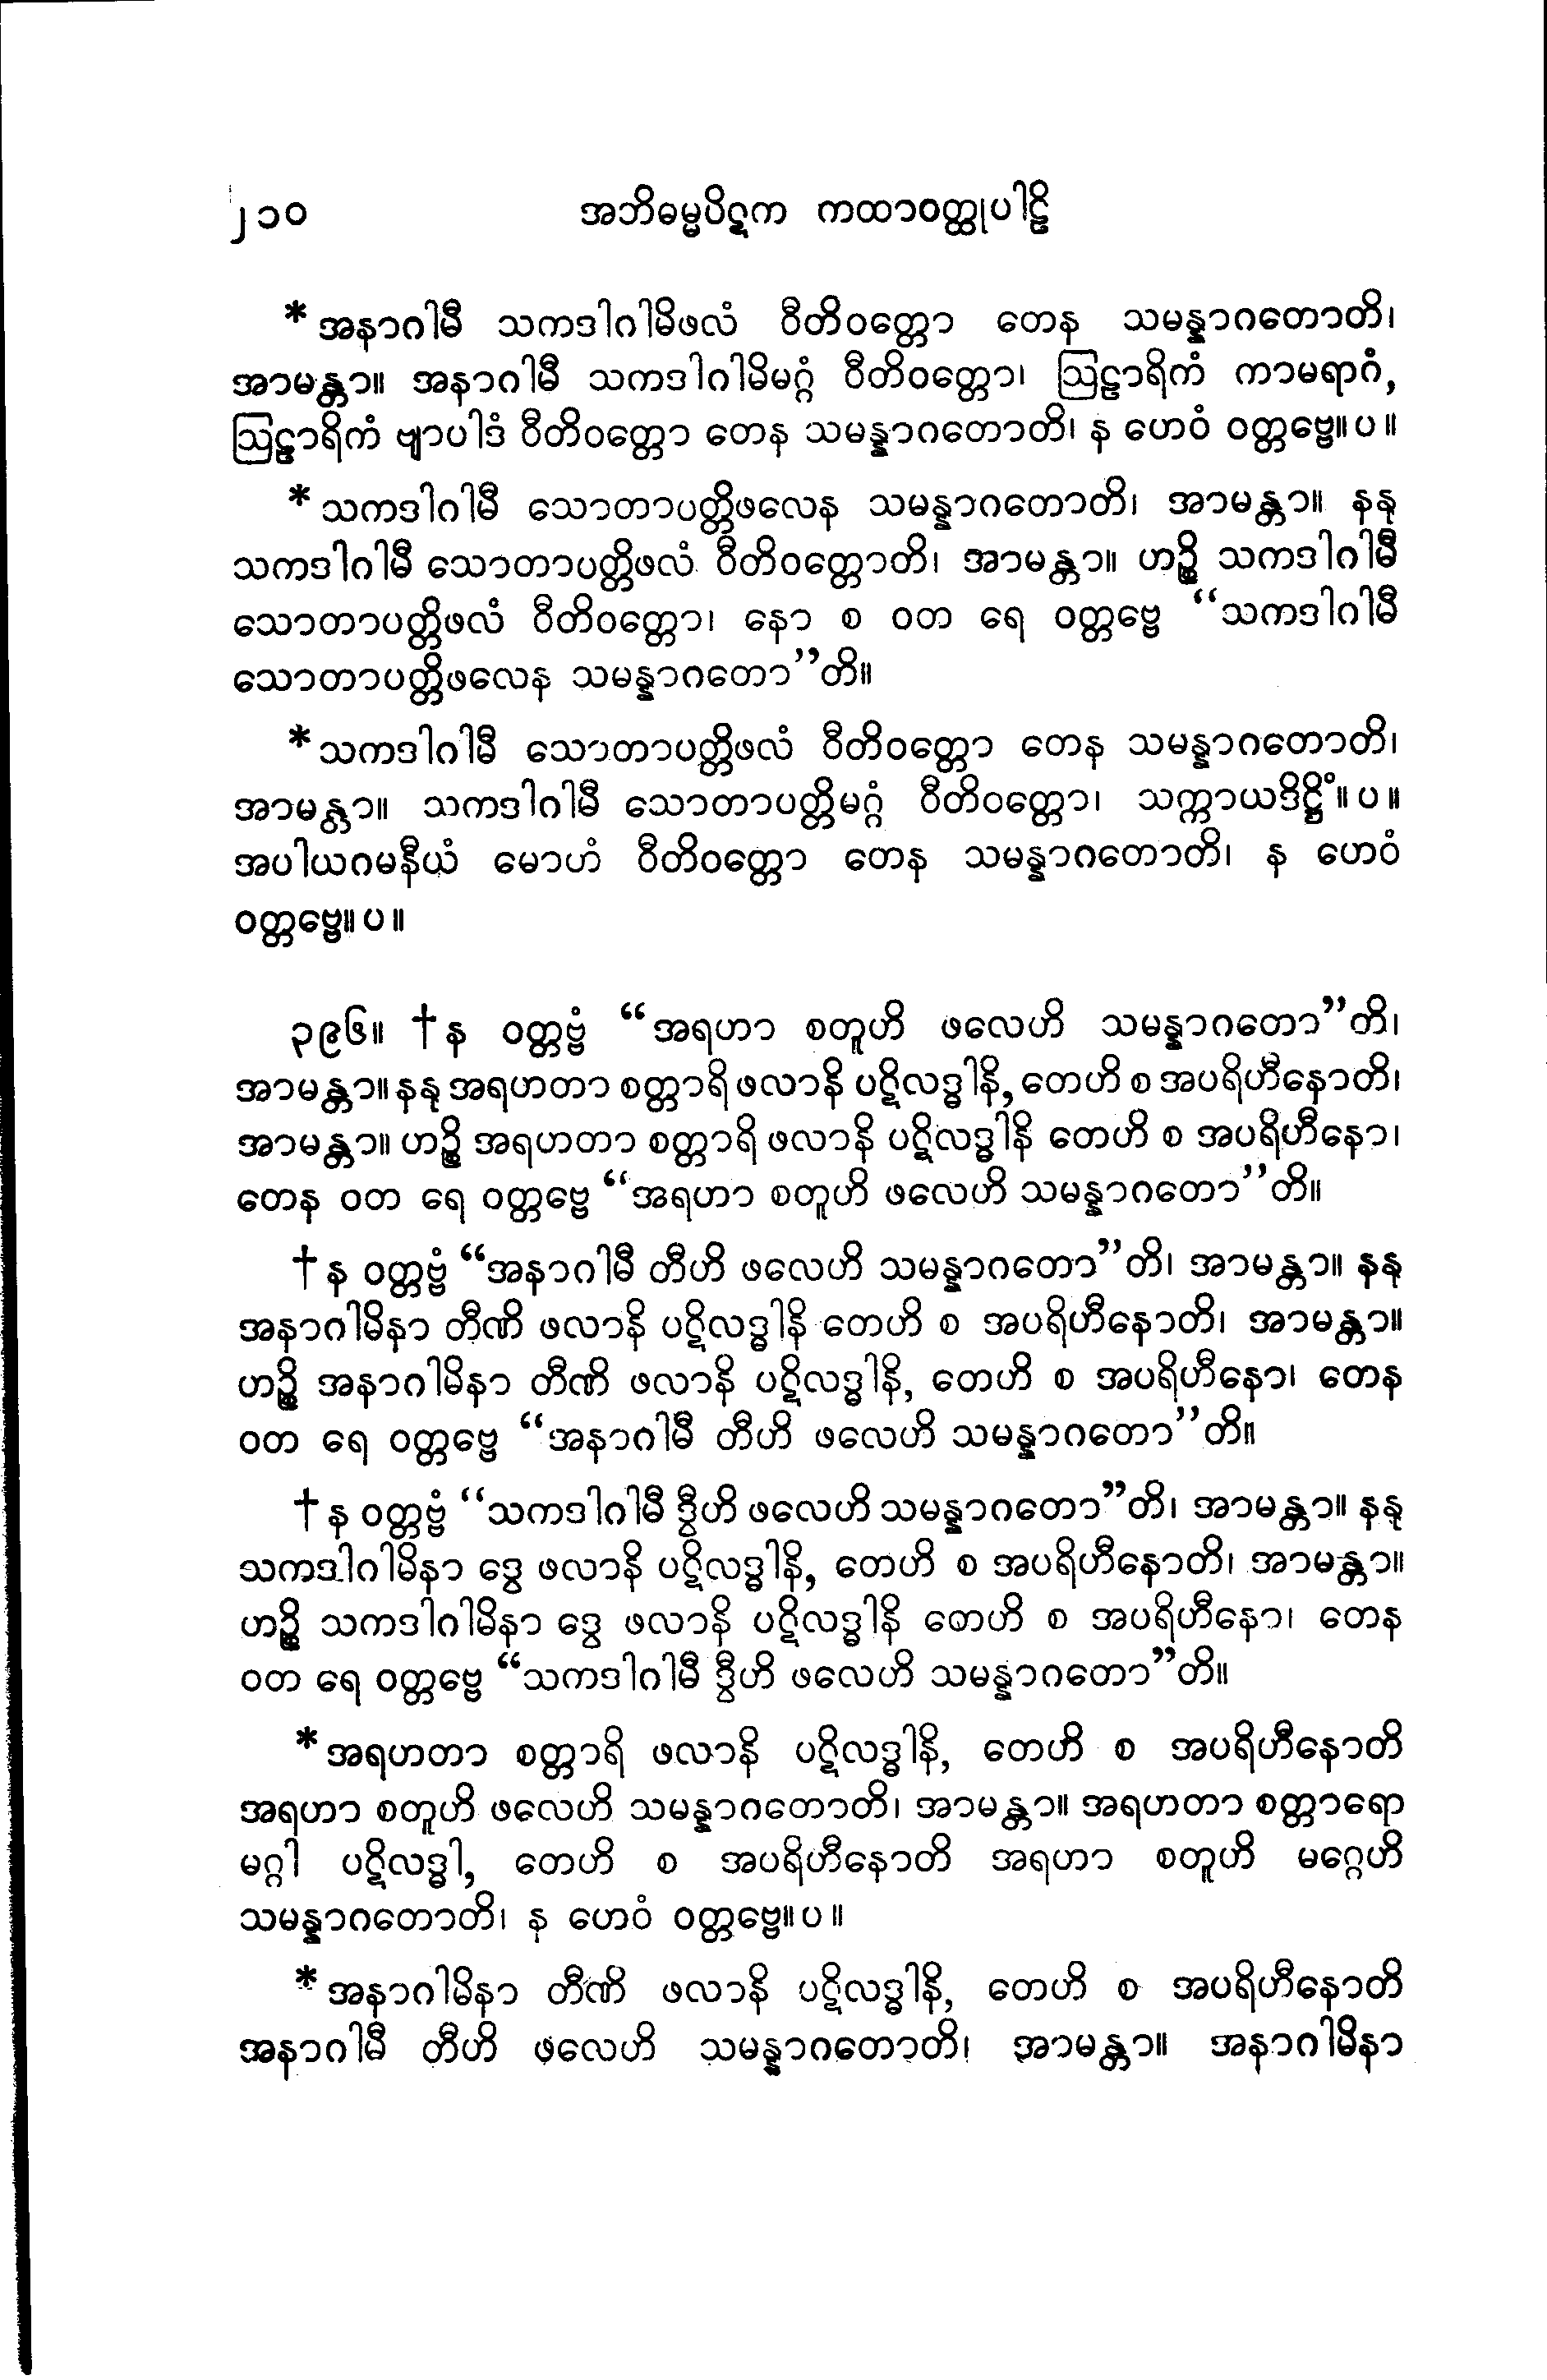 ၂၁၀ အဘိဓမ္မပိဋက ကထာဝတ္ထုပါဠိ
* အနာဂါမီ သကဒါဂါမိဖလံ ဝီတိဝတ္တော တေန သမန္နာဂတောတိ၊
အာမန္တာ။ အနာဂါမီ သကဒါဂါမိမဂ္ဂံ ဝီတိဝတ္တော၊ ဩဠာရိကံ ကာမရာဂံ,
ဩဠာရိကံ ဗျာပါဒံ ဝီတိဝတ္တော တေန သမန္နာဂတောတိ၊ န ဟေဝံ ဝတ္တဗ္ဗေ။ပ။
* သကဒါဂါမီ သောတာပတ္တိဖလေန သမန္နာဂတောတိ၊ အာမန္တာ။ နနု
သကဒါဂါမီ သောတာပတ္တိဖလံ ဝီတိဝတ္တောတိ၊ အာမန္တာ။ ဟဉ္စိ သကဒါဂါမီ
သောတာပတ္တိဖလံ ဝီတိဝတ္တော၊ နော စ ဝတ ရေ ဝတ္တဗ္ဗေ “သကဒါဂါမီ
သောတာပတ္တိဖလေန သမန္နာဂတော”တိ။
* သကဒါဂါမီ သောတာပတ္တိဖလံ ဝီတိဝတ္တော တေန သမန္နာဂတောတိ၊
အာမန္တာ။ သကဒါဂါမီ သောတာပတ္တိမဂ္ဂံ ဝီတိဝတ္တော၊ သက္ကာယဒိဋ္ဌိံ။ပ။
အပါယဂမနီယံ မောဟံ ဝီတိဝတ္တော တေန သမန္နာဂတောတိ၊ န ဟေဝံ
ဝတ္တဗ္ဗေ။ပ။
၃၉၆။ † န ဝတ္တဗ္ဗံ “အရဟာ စတူဟိ ဖလေဟိ သမန္နာဂတော”တိ၊
အာမန္တာ။ နနု အရဟတာ စတ္တာရိ ဖလာနိ ပဋိလဒ္ဓါနိ, တေဟိ စ အပရိဟီနောတိ၊
အာမန္တာ။ ဟဉ္စိ အရဟတာ စတ္တာရိ ဖလာနိ ပဋိလဒ္ဓါနိ တေဟိ စ အပရိဟီနော၊
တေန ဝတ ရေ ဝတ္တဗ္ဗေ “အရဟာ စတူဟိ ဖလေဟိ သမန္နာဂတော”တိ။
† န ဝတ္တဗ္ဗံ “အနာဂါမီ တီဟိ ဖလေဟိ သမန္နာဂတော”တိ၊ အာမန္တာ။ နနု
အနာဂါမိနာ တီဏိ ဖလာနိ ပဋိလဒ္ဓါနိ တေဟိ စ အပရိဟီနောတိ၊ အာမန္တာ။
ဟဉ္စိ အနာဂါမိနာ တီဏိ ဖလာနိ ပဋိလဒ္ဓါနိ, တေဟိ စ အပရိဟီနော၊ တေန
ဝတ ရေ ဝတ္တဗ္ဗေ “အနာဂါမီ တီဟိ ဖလေဟိ သမန္နာဂတော”တိ။
† န ဝတ္တဗ္ဗံ “သကဒါဂါမီ ဒွီဟိ ဖလေဟိ သမန္နာဂတော”တိ၊ အာမန္တာ။ နနု
သကဒါဂါမိနာ ဒွေ ဖလာနိ ပဋိလဒ္ဓါနိ, တေဟိ စ အပရိဟီနောတိ၊ အာမန္တာ။
ဟဉ္စိ သကဒါဂါမိနာ ဒွေ ဖလာနိ ပဋိလဒ္ဓါနိ တေဟိ စ အပရိဟီနော၊ တေန
ဝတ ရေ ဝတ္တဗ္ဗေ “သကဒါဂါမီ ဒွီဟိ ဖလေဟိ သမန္နာဂတော”တိ။
* အရဟတာ စတ္တာရိ ဖလာနိ ပဋိလဒ္ဓါနိ, တေဟိ စ အပရိဟီနောတိ
အရဟာ စတူဟိ ဖလေဟိ သမန္နာဂတောတိ၊ အာမန္တာ။ အရဟတာ စတ္တာရော
မဂ္ဂါ ပဋိလဒ္ဓါ, တေဟိ စ အပရိဟီနောတိ အရဟာ စတူဟိ မဂ္ဂေဟိ
သမန္နာဂတောတိ၊ န ဟေဝံ ဝတ္တဗ္ဗေ။ပ။
* အနာဂါမိနာ တီဏိ ဖလာနိ ပဋိလဒ္ဓါနိ, တေဟိ စ အပရိဟီနောတိ
အနာဂါမီ တီဟိ ဖလေဟိ သမန္နာဂတောတိ၊ အာမန္တာ။ အနာဂါမိနာ